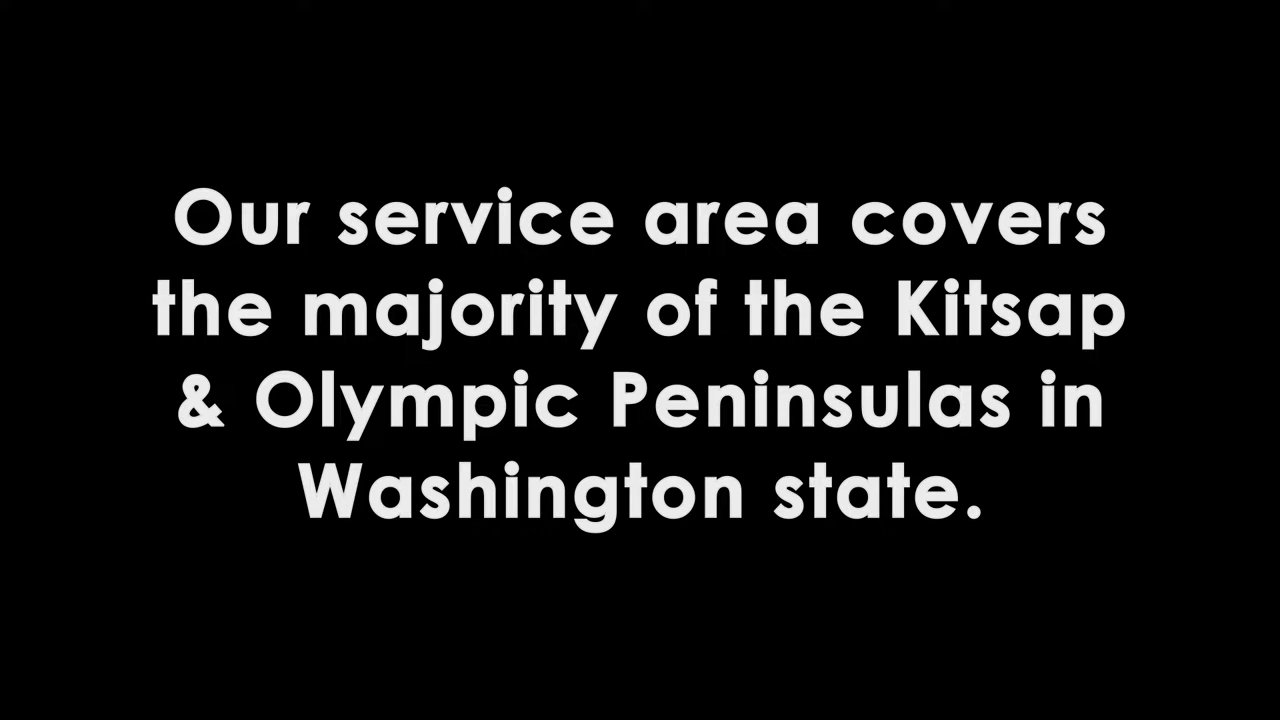 Our service area covers
the majority of the Kitsap
& Olympic Peninsulas in
Washington state.